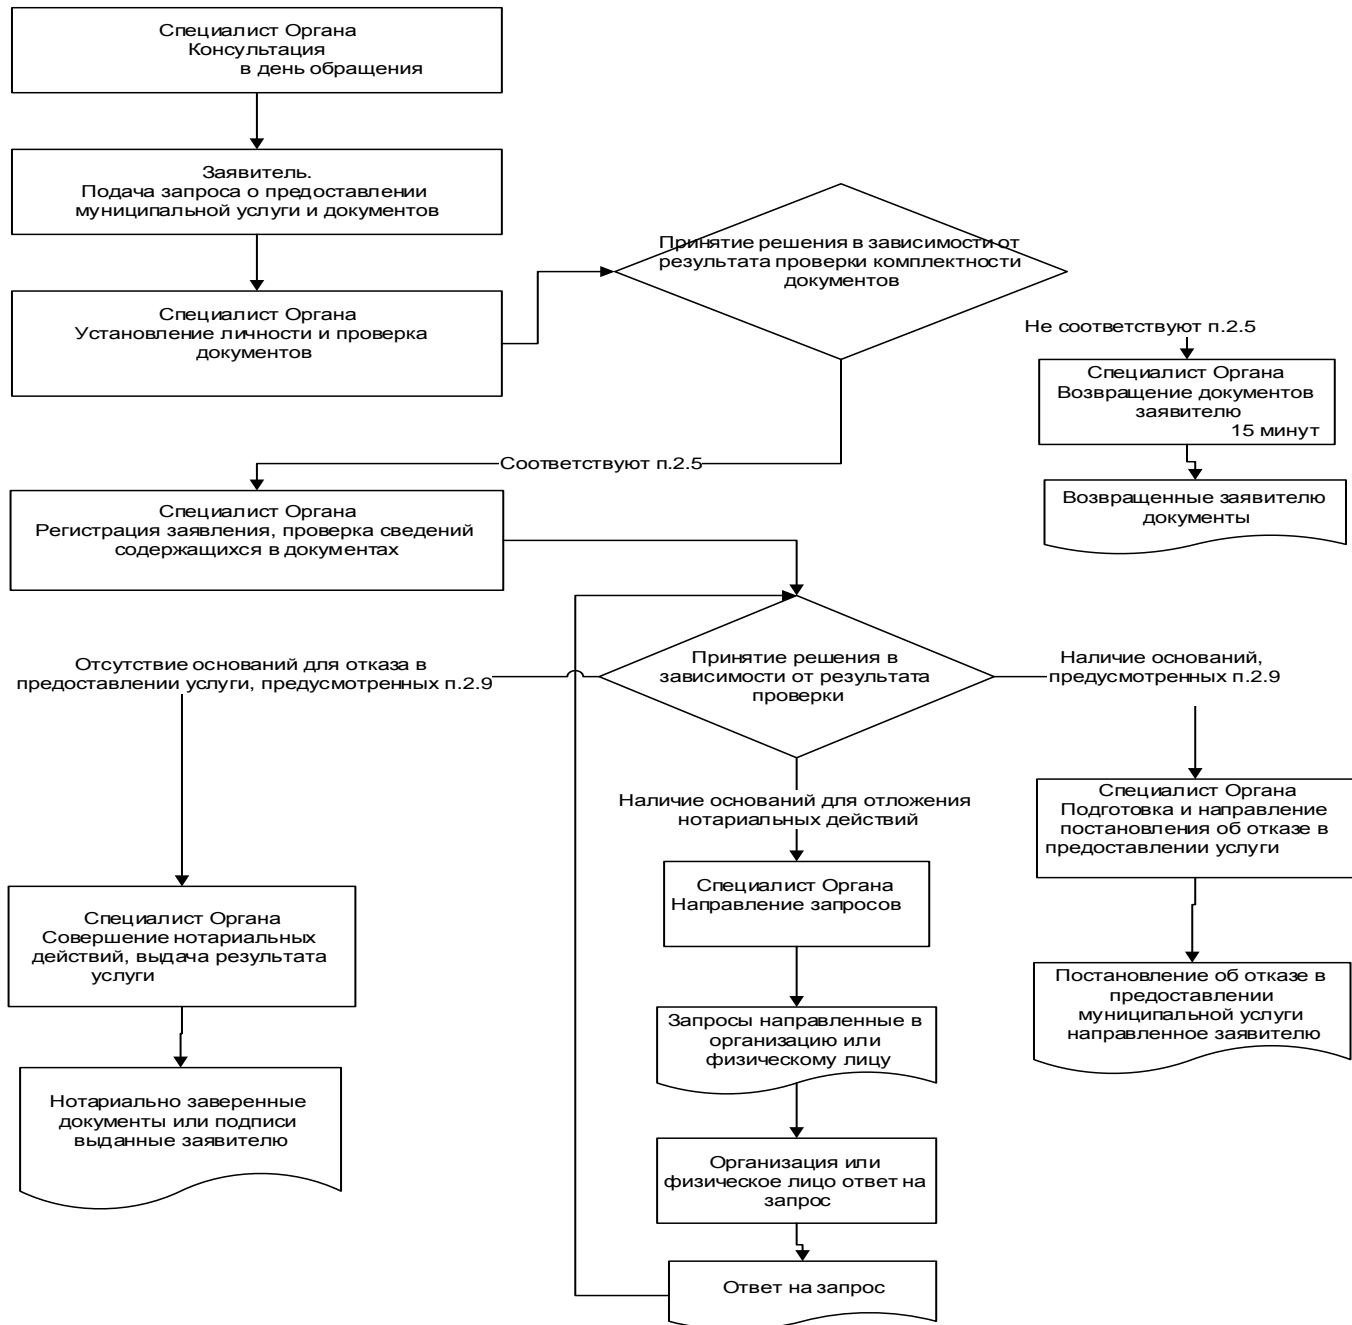 Специалист Органа
Консультация
в день обращения
Заявитель.
Подача запроса о предоставлении
муниципальной услуги и документов
Специалист Органа
Установление личности и проверка
документов
Принятие решения в зависимости от
результата проверки комплектности
документов
Не соответствуют п.2.5
Специалист Органа
Возвращение документов
заявителю
15 минут
Возвращенные заявителю
документы
Соответствуют п.2.5
Специалист Органа
Регистрация заявления, проверка сведений
содержащихся в документах
Принятие решения в
зависимости от результата
проверки
Отсутствие оснований для отказа в
предоставлении услуги, предусмотренных п.2.9
Наличие оснований,
предусмотренных п.2.9
Наличие оснований для отложения
нотариальных действий
Специалист Органа
Подготовка и направление
постановления об отказе в
предоставлении услуги
Специалист Органа
Направление запросов
Специалист Органа
Совершение нотариальных
действий, выдача результата
услуги
Постановление об отказе в
предоставлении
муниципальной услуги
направленное заявителю
Запросы направленные в
организацию или
физическому лицу
Нотариально заверенные
документы или подписи
выданные заявителю
Организация или
физическое лицо ответ на
запрос
Ответ на запрос